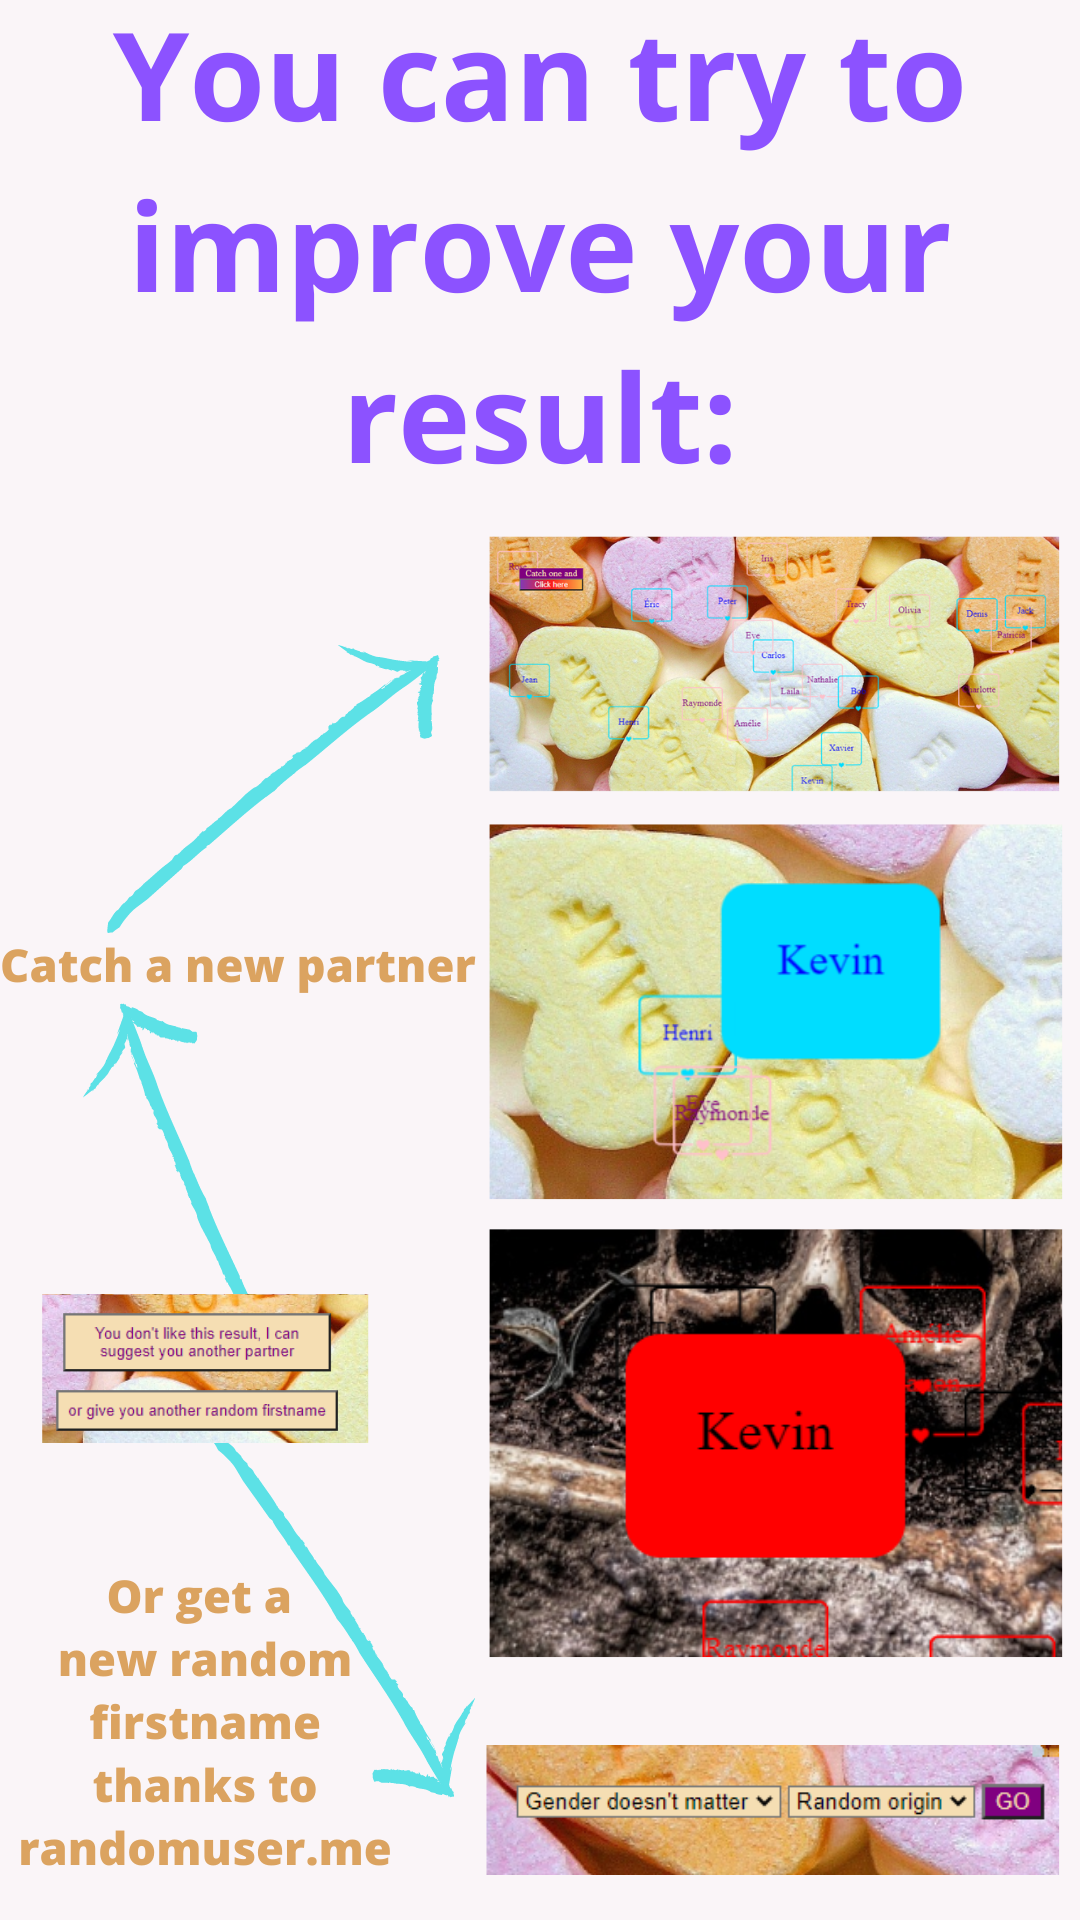 You can try to
improve your
result:
Rose
Catch one and
Click here
Iris
LOVE
Éric
Peter
Tracy
Olivia
Denis
Jack
Patricia
Eve
Carlos
Jean
Nathalie
Laila
Bob
Charlotte
Raymonde
Henri
Amélie
Xavier
Kevin
Catch a new partner
Kevin
Henri
Eve
Raymonde
You don't like this result, I can
suggest you another partner
or give you another random firstname
Amélie
Kevin
Raymonde
Or get a
new random
firstname
thanks to
randomuser.me
Gender doesn't matter
Random origin
GO